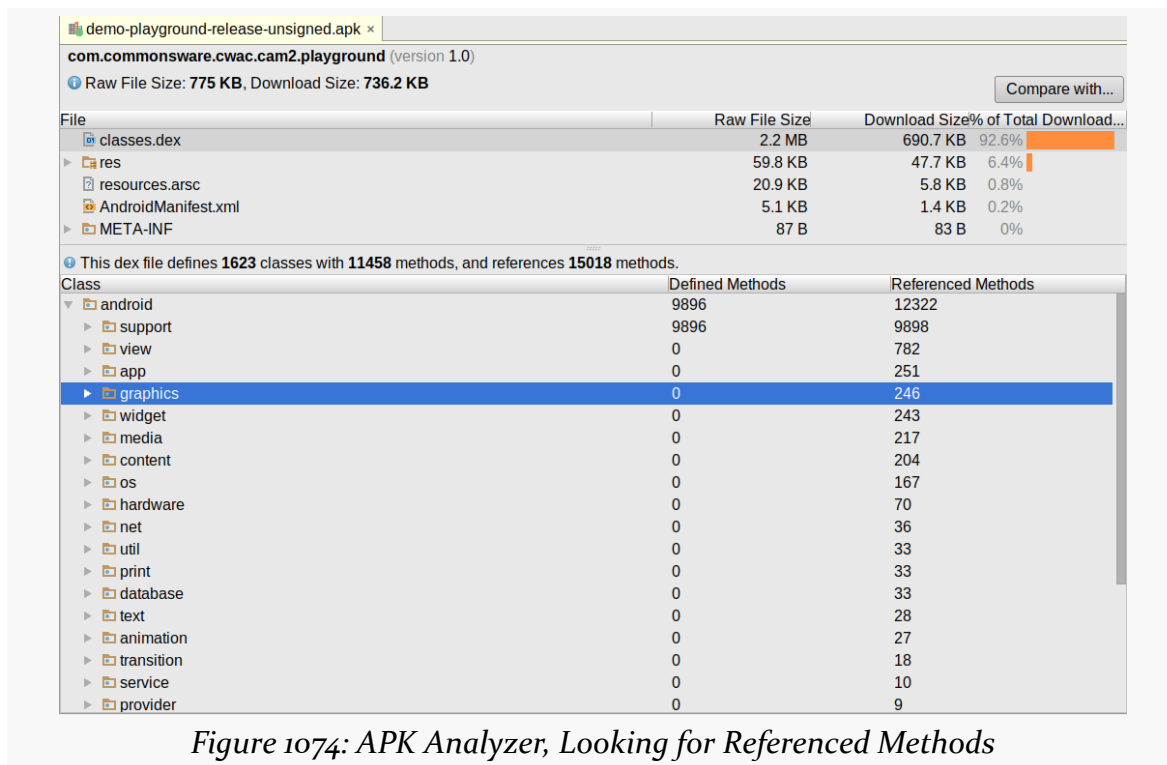 demo-playground-release-unsigned.apk ×
com.commonsware.cwac.cam2.playground (version 1.0)
Raw File Size: 775 KB, Download Size: 736.2 KB
Compare with...
File Raw File Size Download Size % of Total Download...
classes.dex 2.2 MB 690.7 KB 92.6%
res 59.8 KB 47.7 KB 6.4%
resources.arsc 20.9 KB 5.8 KB 0.8%
AndroidManifest.xml 5.1 KB 1.4 KB 0.2%
META-INF 87 B 83 B 0%
This dex file defines 1623 classes with 11458 methods, and references 15018 methods.
Class Defined Methods Referenced Methods
android 9896 12322
support 9896 9898
view 0 782
app 0 251
graphics 0 246
widget 0 243
media 0 217
content 0 204
os 0 167
hardware 0 70
net 0 36
util 0 33
print 0 33
database 0 33
text 0 28
animation 0 27
transition 0 18
service 0 10
provider 0 9
Figure 1074: APK Analyzer, Looking for Referenced Methods